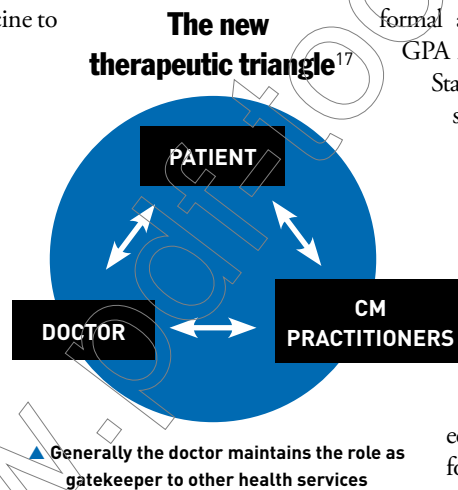 cine to
The new
therapeutic triangle17
PATIENT
DOCTOR
CM
PRACTITIONERS
▲ Generally the doctor maintains the role as
gatekeeper to other health services
formal
GPA
Sta
s
fo